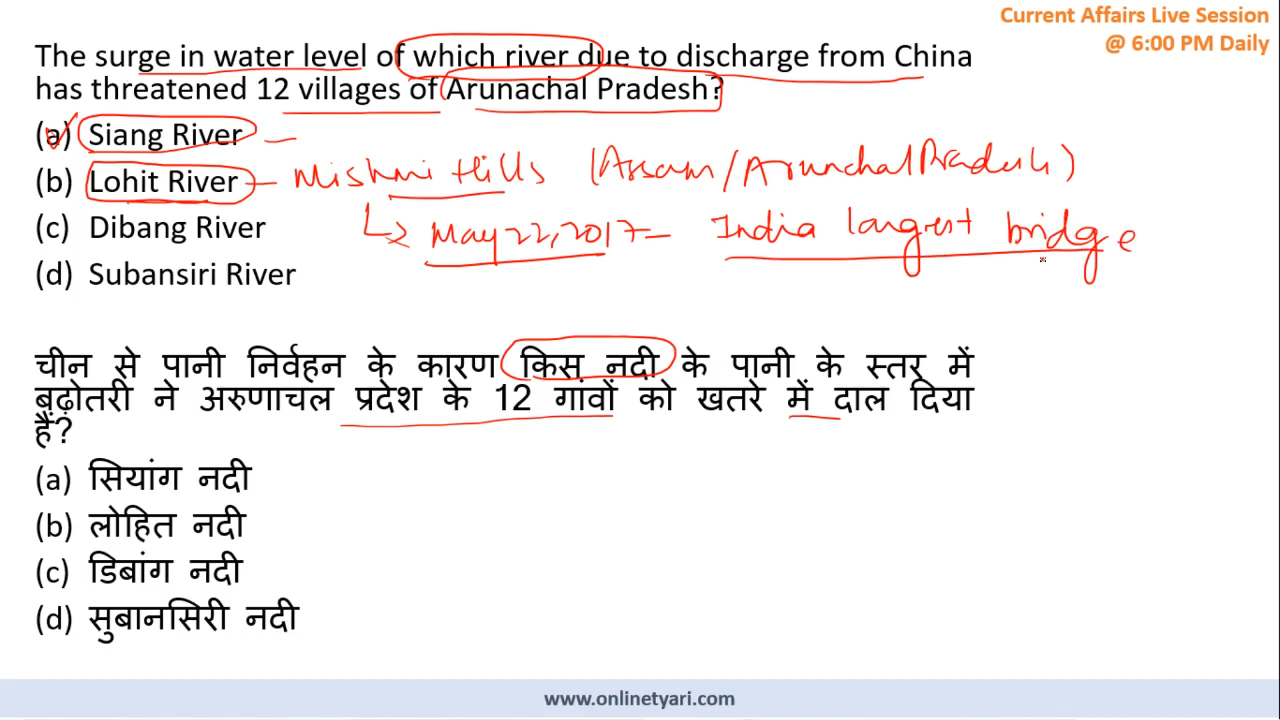 Current Affairs Live Session
@ 6:00 PM Daily
The surge in water level of which river due to discharge from China
has threatened 12 villages of Arunachal Pradesh?
(a) Siang River
(b) Lohit River – Mishmi Hills (Assam/Arunchal Pradesh)
(c) Dibang River May 22, 2017 – India largest bridge
(d) Subansiri River
चीन से पानी निर्वहन के कारण किस नदी के पानी के स्तर में
बढ़ोतरी ने अरुणाचल प्रदेश के 12 गांवों को खतरे में दाल दिया
हैं?
(a) सियांग नदी
(b) लोहित नदी
(c) डिबांग नदी
(d) सुबानसिरी नदी
www.onlinetyari.com